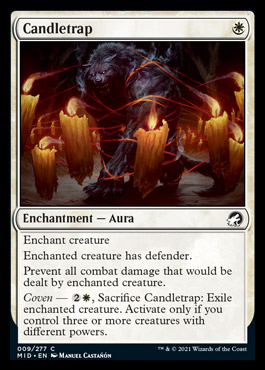 Candletrap
Enchantment — Aura
Enchant creature
Enchanted creature has defender.
Prevent all combat damage that would be
dealt by enchanted creature.
Coven — 2, Sacrifice Candletrap: Exile
enchanted creature. Activate only if you
control three or more creatures with
different powers.
009/277 C
MID • EN Manuel Castañón
™ & © 2021 Wizards of the Coast